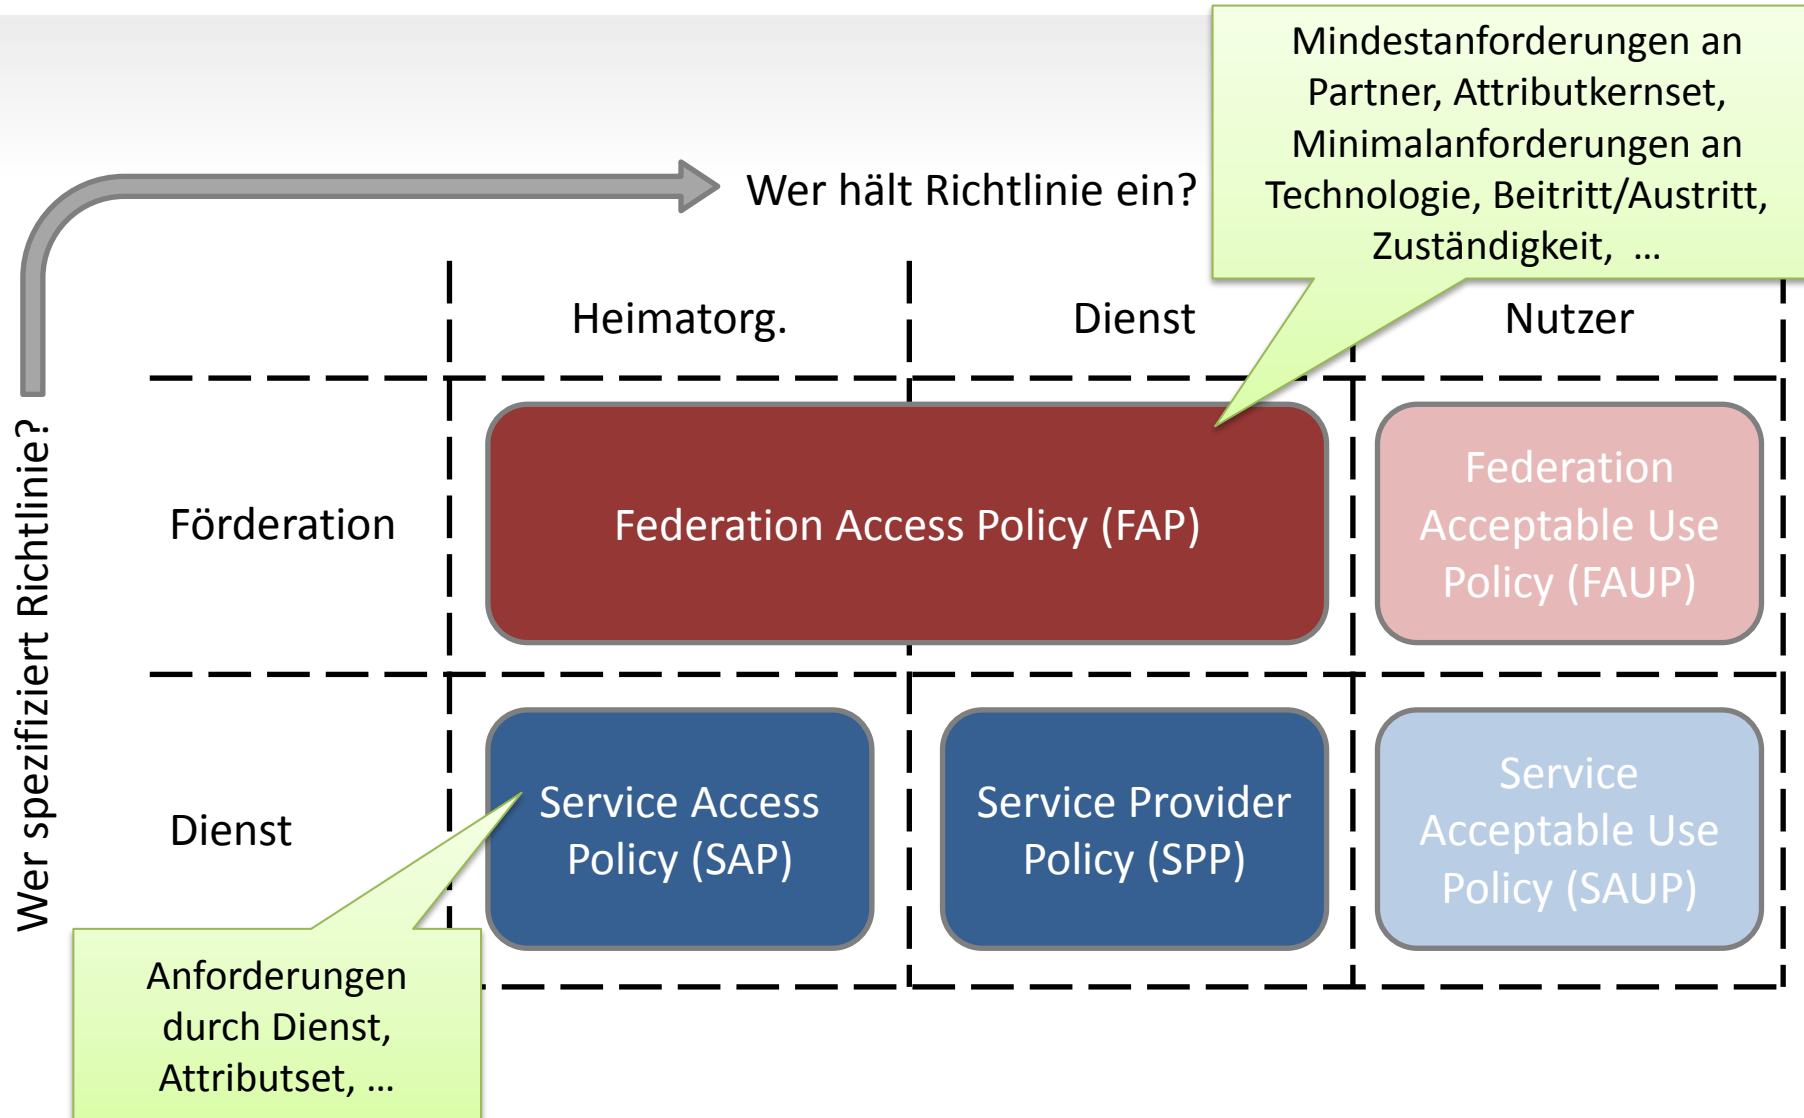 Mindestanforderungen an
Partner, Attributkernset,
Minimalanforderungen an
Technologie, Beitritt/Austritt,
Zuständigkeit, ...
Wer hält Richtlinie ein?
Wer spezifiziert Richtlinie?
Heimatorg.
Dienst
Nutzer
Förderation
Federation Access Policy (FAP)
Federation
Acceptable Use
Policy (FAUP)
Dienst
Service Access
Policy (SAP)
Service Provider
Policy (SPP)
Service
Acceptable Use
Policy (SAUP)
Anforderungen
durch Dienst,
Attributset, ...